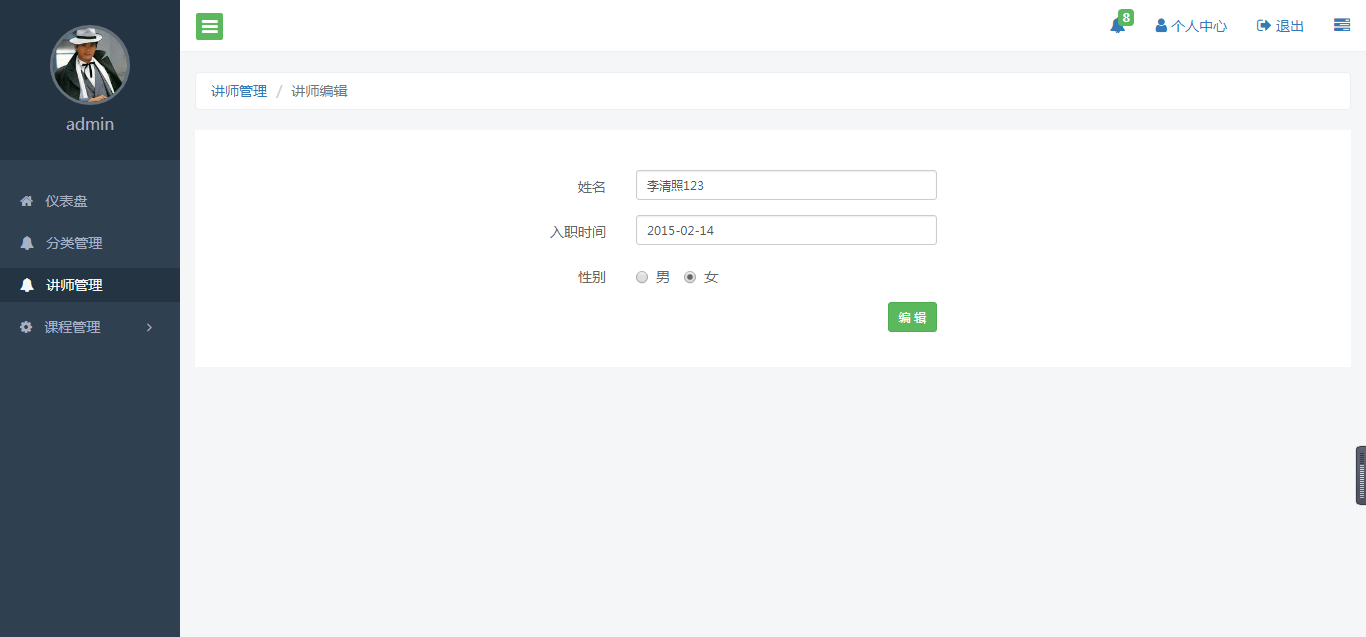 8
个人中心
退出
admin
仪表盘
分类管理
讲师管理
课程管理
讲师管理 / 讲师编辑
姓名 李清照123
入职时间 2015-02-14
性别 男 女
编 辑